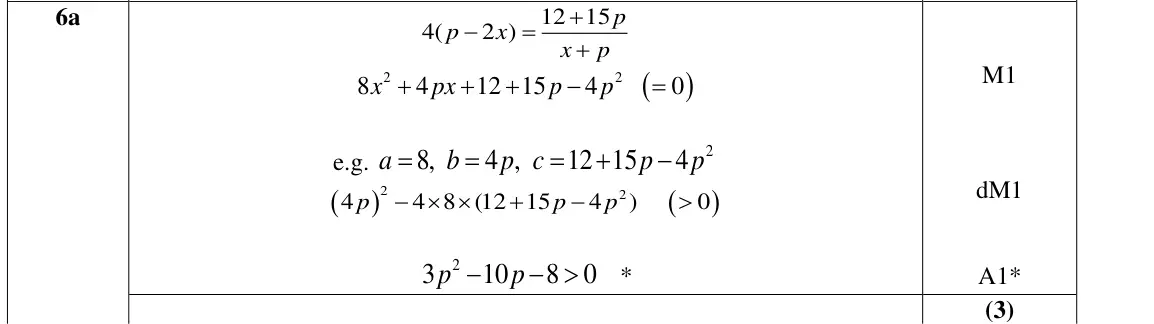 6a
4(p − 2x) = (12 + 15p)/(x + p)
8x² + 4px + 12 + 15p − 4p² (= 0)
M1
e.g. a = 8, b = 4p, c = 12 + 15p − 4p²
(4p)² − 4 × 8 × (12 + 15p − 4p²) (> 0)
dM1
3p² − 10p − 8 > 0 *
A1*
(3)